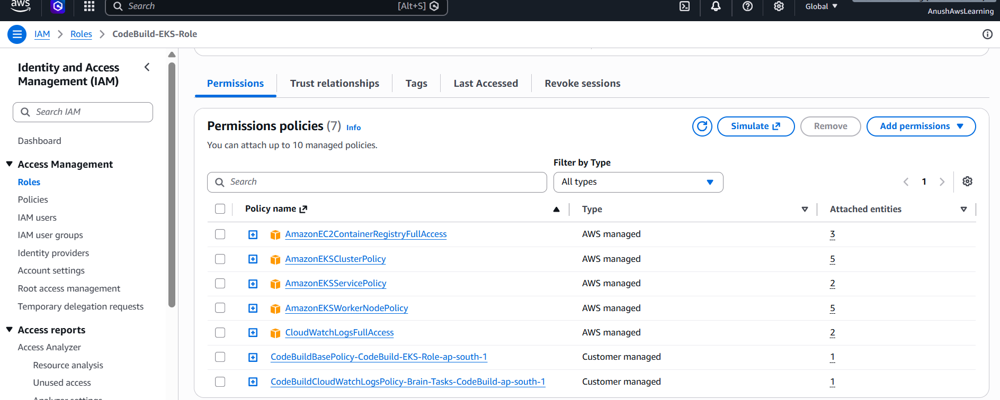 aws
Search
[Alt+S]
Global
AnushAwsLearning
IAM
Roles
CodeBuild-EKS-Role
Identity and Access
Management (IAM)
Search IAM
Dashboard
Access Management
Roles
Policies
IAM users
IAM user groups
Identity providers
Account settings
Root access management
Temporary delegation requests
Access reports
Access Analyzer
Resource analysis
Unused access
Analyzer settings
Permissions
Trust relationships
Tags
Last Accessed
Revoke sessions
Permissions policies (7) Info
Simulate
Remove
Add permissions
You can attach up to 10 managed policies.
Filter by Type
Search
All types
1
Policy name Type Attached entities
AmazonEC2ContainerRegistryFullAccess AWS managed 3
AmazonEKSClusterPolicy AWS managed 5
AmazonEKSServicePolicy AWS managed 2
AmazonEKSWorkerNodePolicy AWS managed 5
CloudWatchLogsFullAccess AWS managed 2
CodeBuildBasePolicy-CodeBuild-EKS-Role-ap-south-1 Customer managed 1
CodeBuildCloudWatchLogsPolicy-Brain-Tasks-CodeBuild-ap-south-1 Customer managed 1